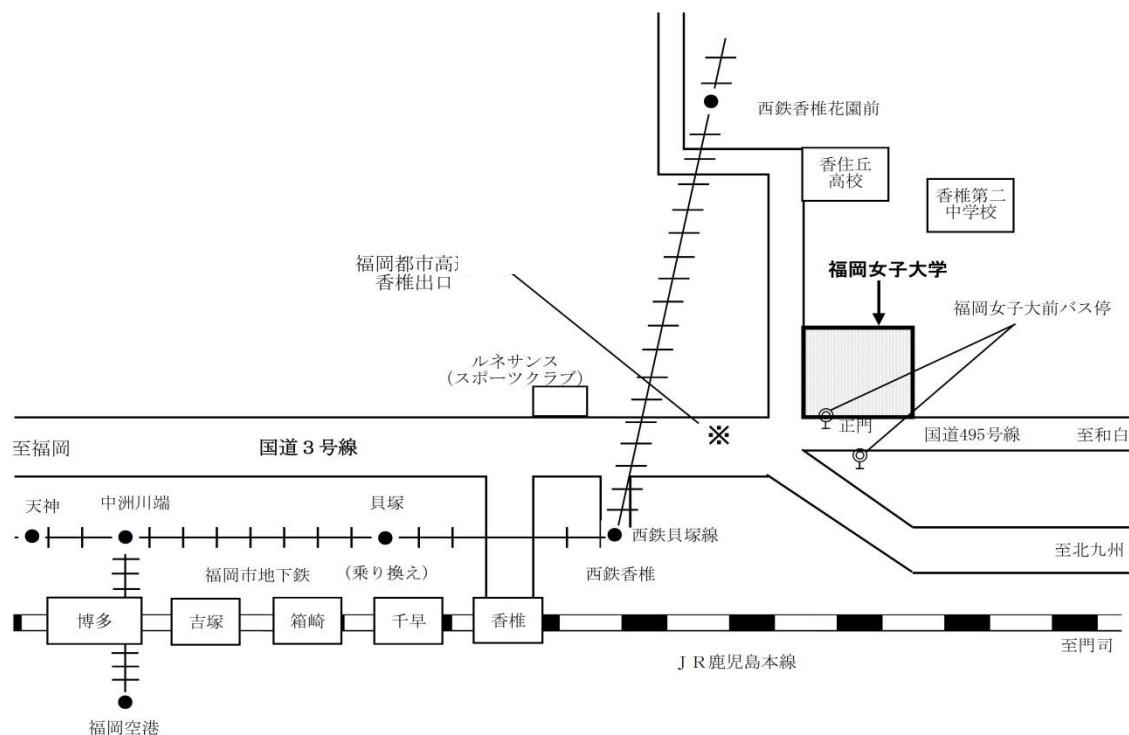 西鉄香椎花園前
香住丘
高校
香椎第二
中学校
福岡都市高
香椎出口
福岡女子大学
福岡女子大前バス停
ルネサンス
(スポーツクラブ)
至福岡
国道３号線
※
正門
国道495号線
至和白
天神
中洲川端
貝塚
西鉄貝塚線
至北九州
福岡市地下鉄
(乗り換え)
西鉄香椎
博多
吉塚
箱崎
千早
香椎
至門司
ＪＲ鹿児島本線
福岡空港